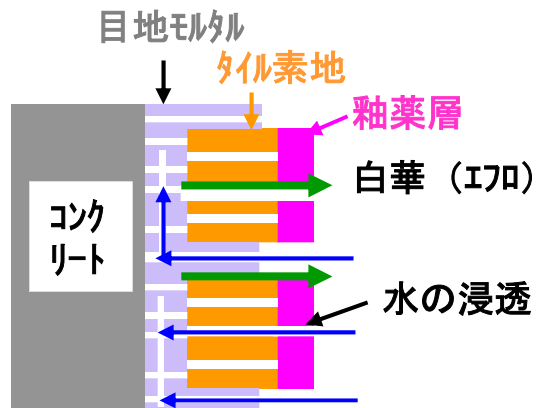 目地ﾓﾙﾀﾙ
ﾀｲﾙ素地
釉薬層
白華（ｴﾌﾛ）
コンク
リート
水の浸透